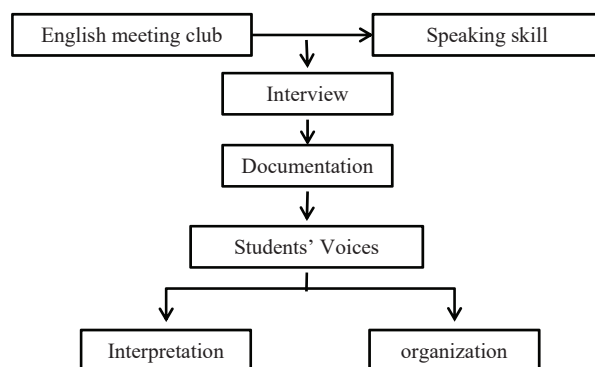 English meeting club
Speaking skill
Interview
Documentation
Students’ Voices
Interpretation
organization